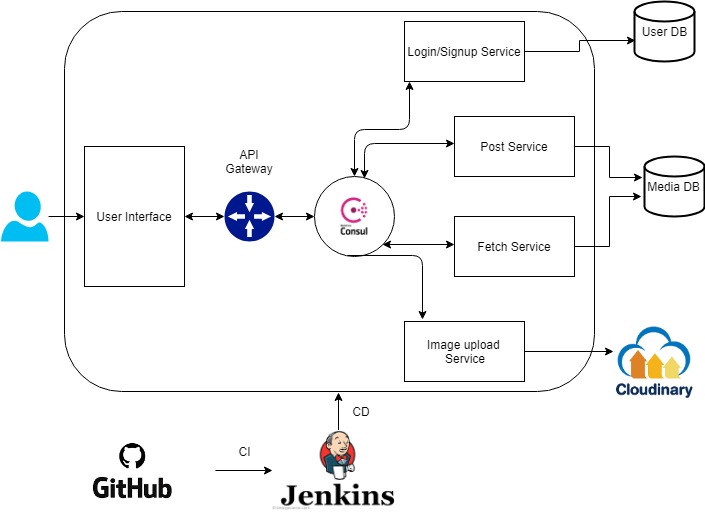 User DB
Login/Signup Service
API
Gateway
Post Service
Media DB
User Interface
Consul
Fetch Service
Image upload
Service
Cloudinary
CD
CI
GitHub
Jenkins